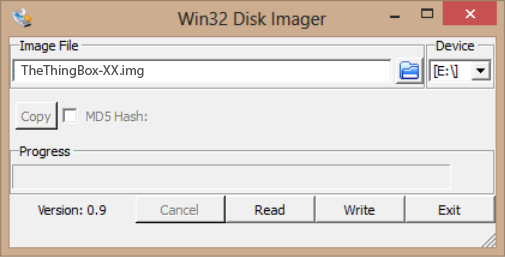 Win32 Disk Imager
Image File
Device
TheThingBox-XX.img
[E:\]
Copy
MD5 Hash:
Progress
Version: 0.9
Cancel
Read
Write
Exit